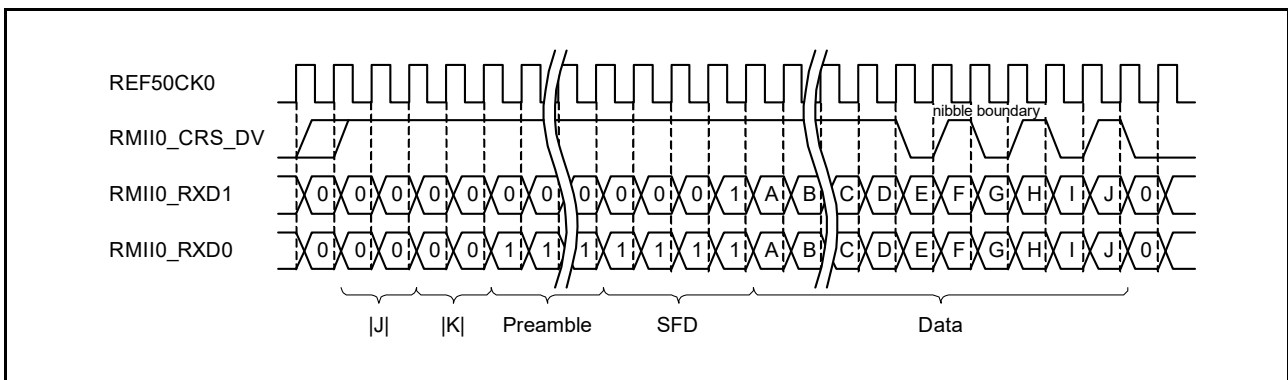 REF50CK0
nibble boundary
RMII0_CRS_DV
RMII0_RXD1 0 0 0 0 0 0 0 0 0 0 0 1 A B C D E F G H I J 0
RMII0_RXD0 0 0 0 0 0 1 1 1 1 1 1 1 A B C D E F G H I J 0
|J| |K| Preamble SFD Data